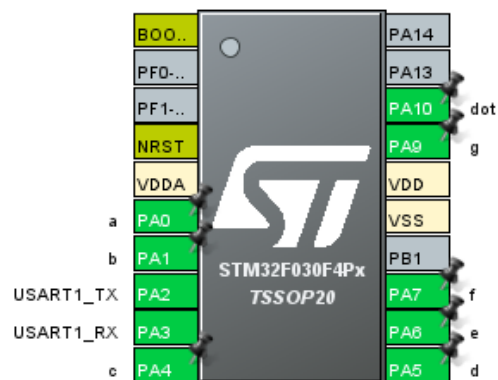 BOO..
PA14
PF0-..
PA13
PF1-..
PA10
dot
NRST
PA9
g
VDDA
VDD
a
PA0
VSS
b
PA1
STM32F030F4Px
PB1
USART1_TX
PA2
TSSOP20
PA7
f
USART1_RX
PA3
PA6
e
c
PA4
PA5
d